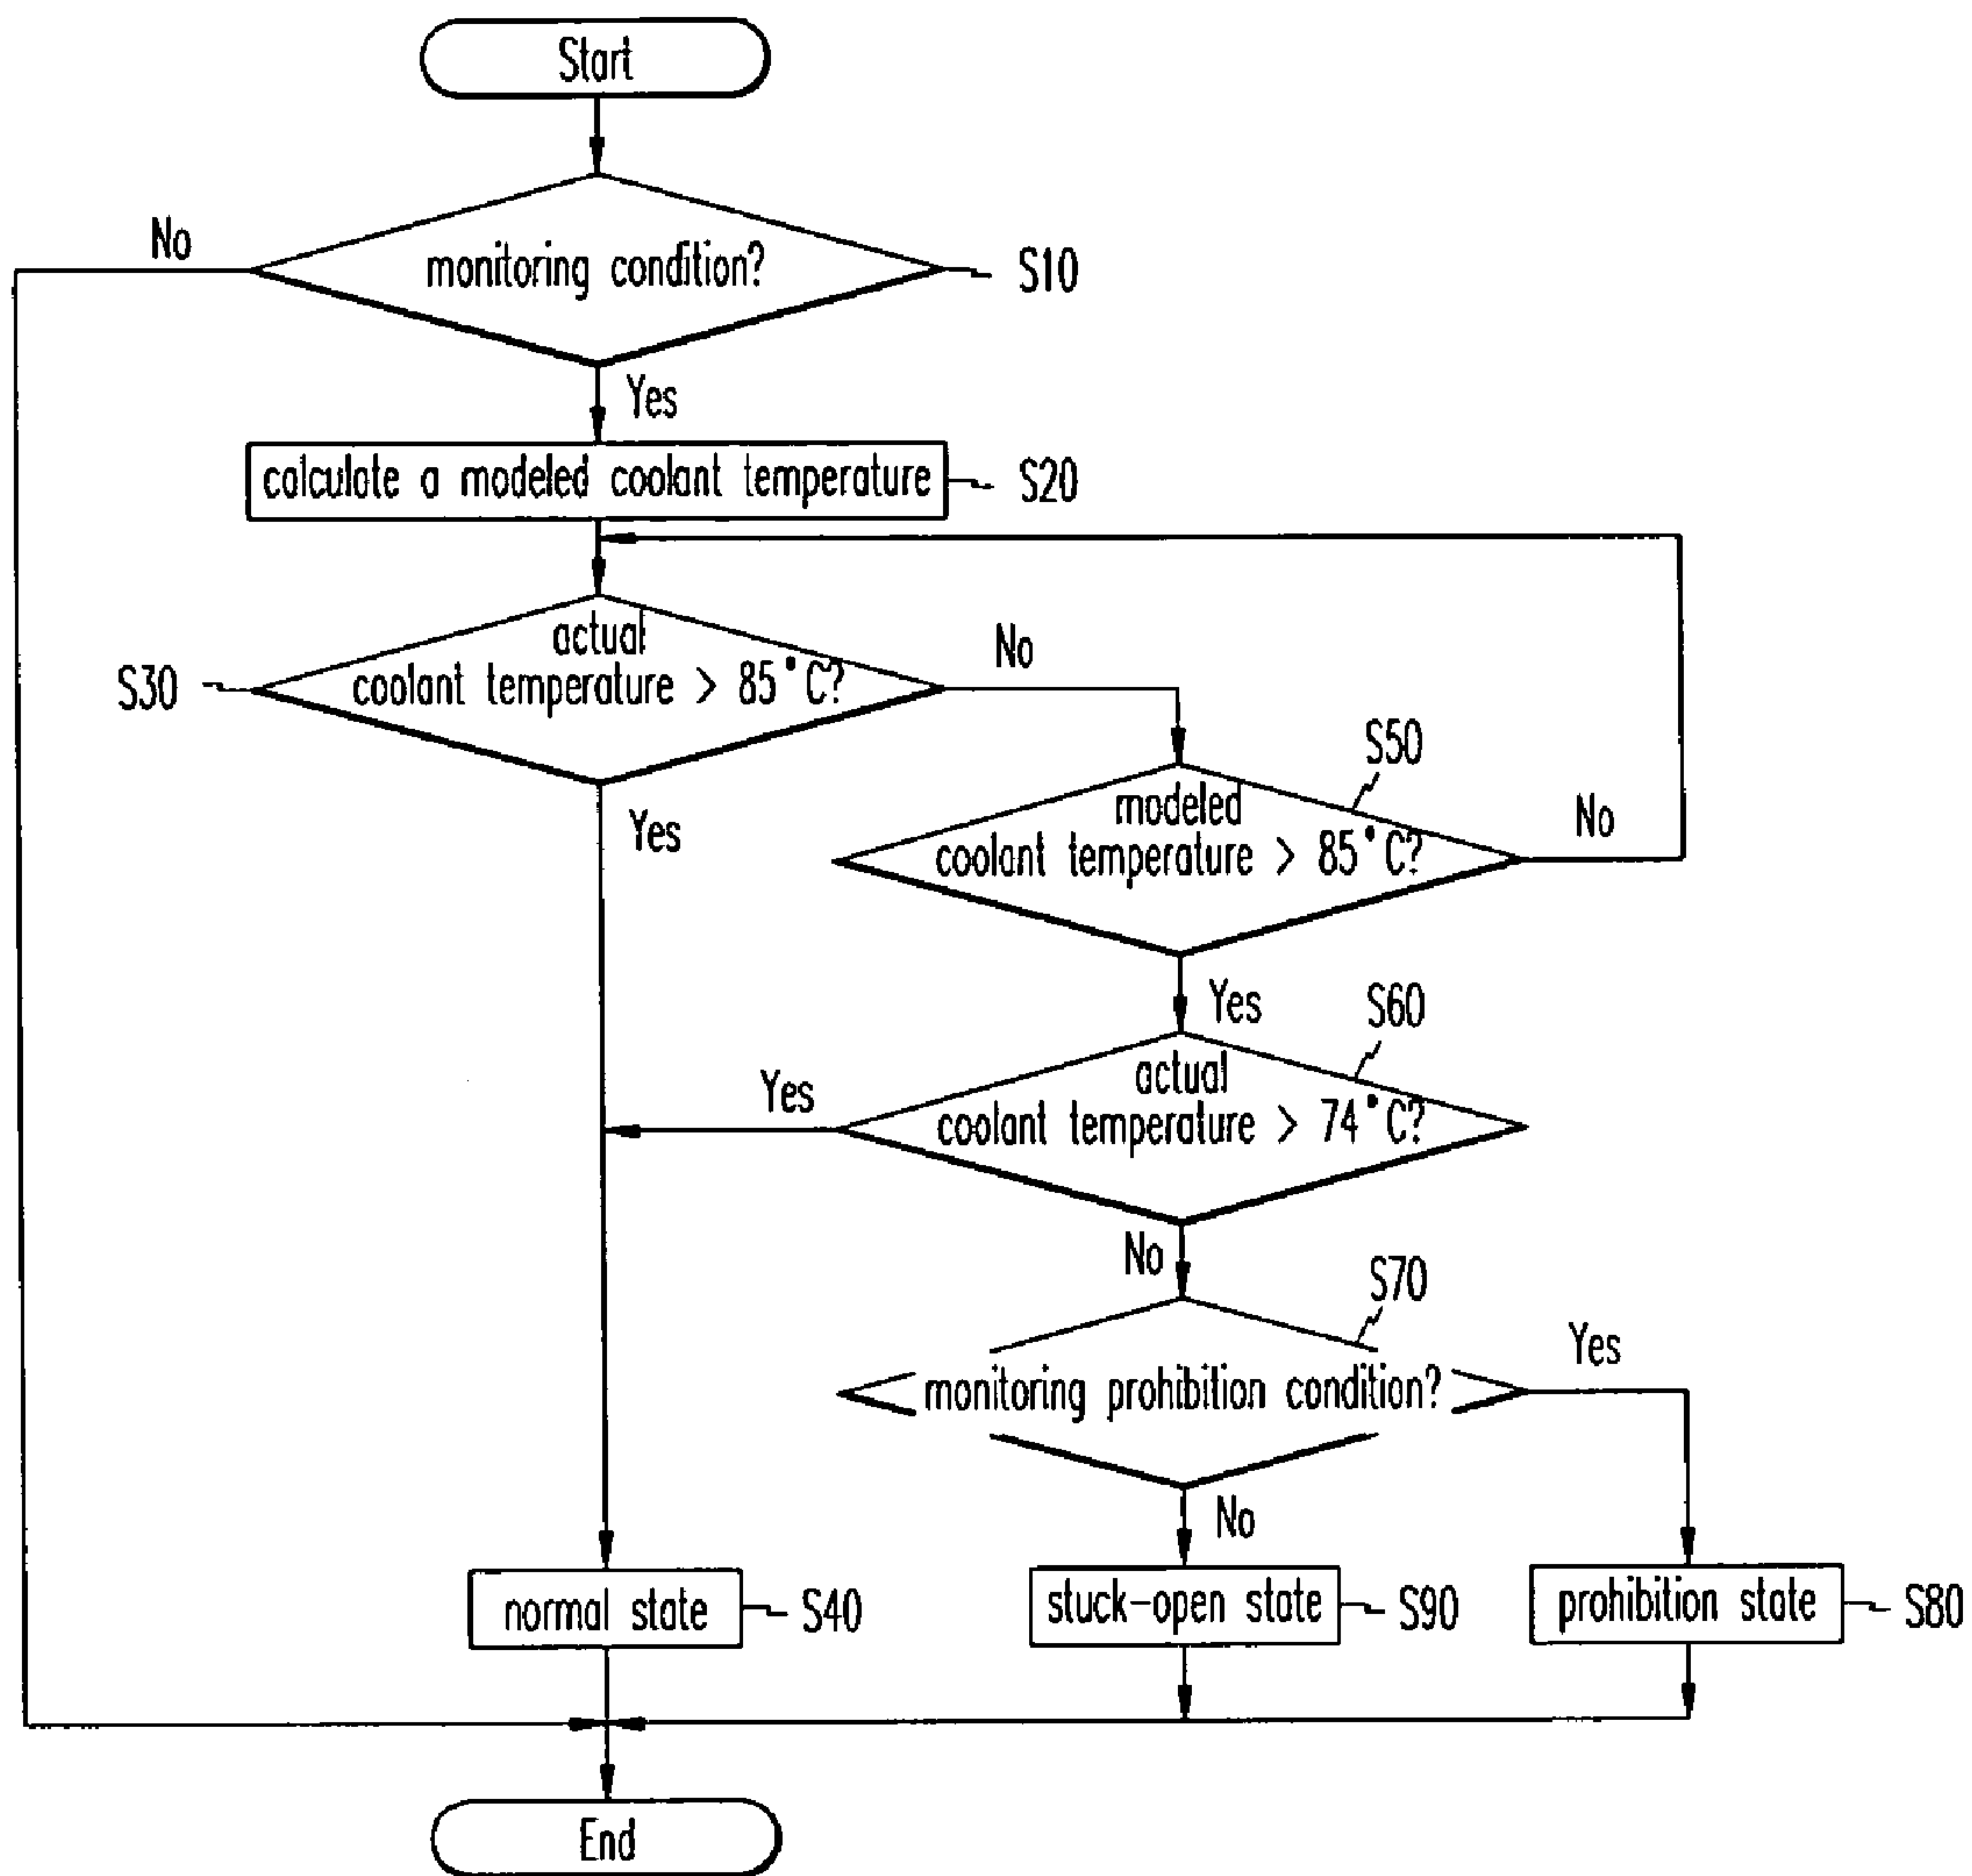 Start
No
monitoring condition?
S10
Yes
calculate a modeled coolant temperature
S20
actual
coolant temperature > 85°C?
S30
No
Yes
S50
modeled
coolant temperature > 85°C?
No
Yes
S60
actual
coolant temperature > 74°C?
Yes
No
S70
monitoring prohibition condition?
Yes
No
normal state
S40
stuck-open state
S90
prohibition state
S80
End